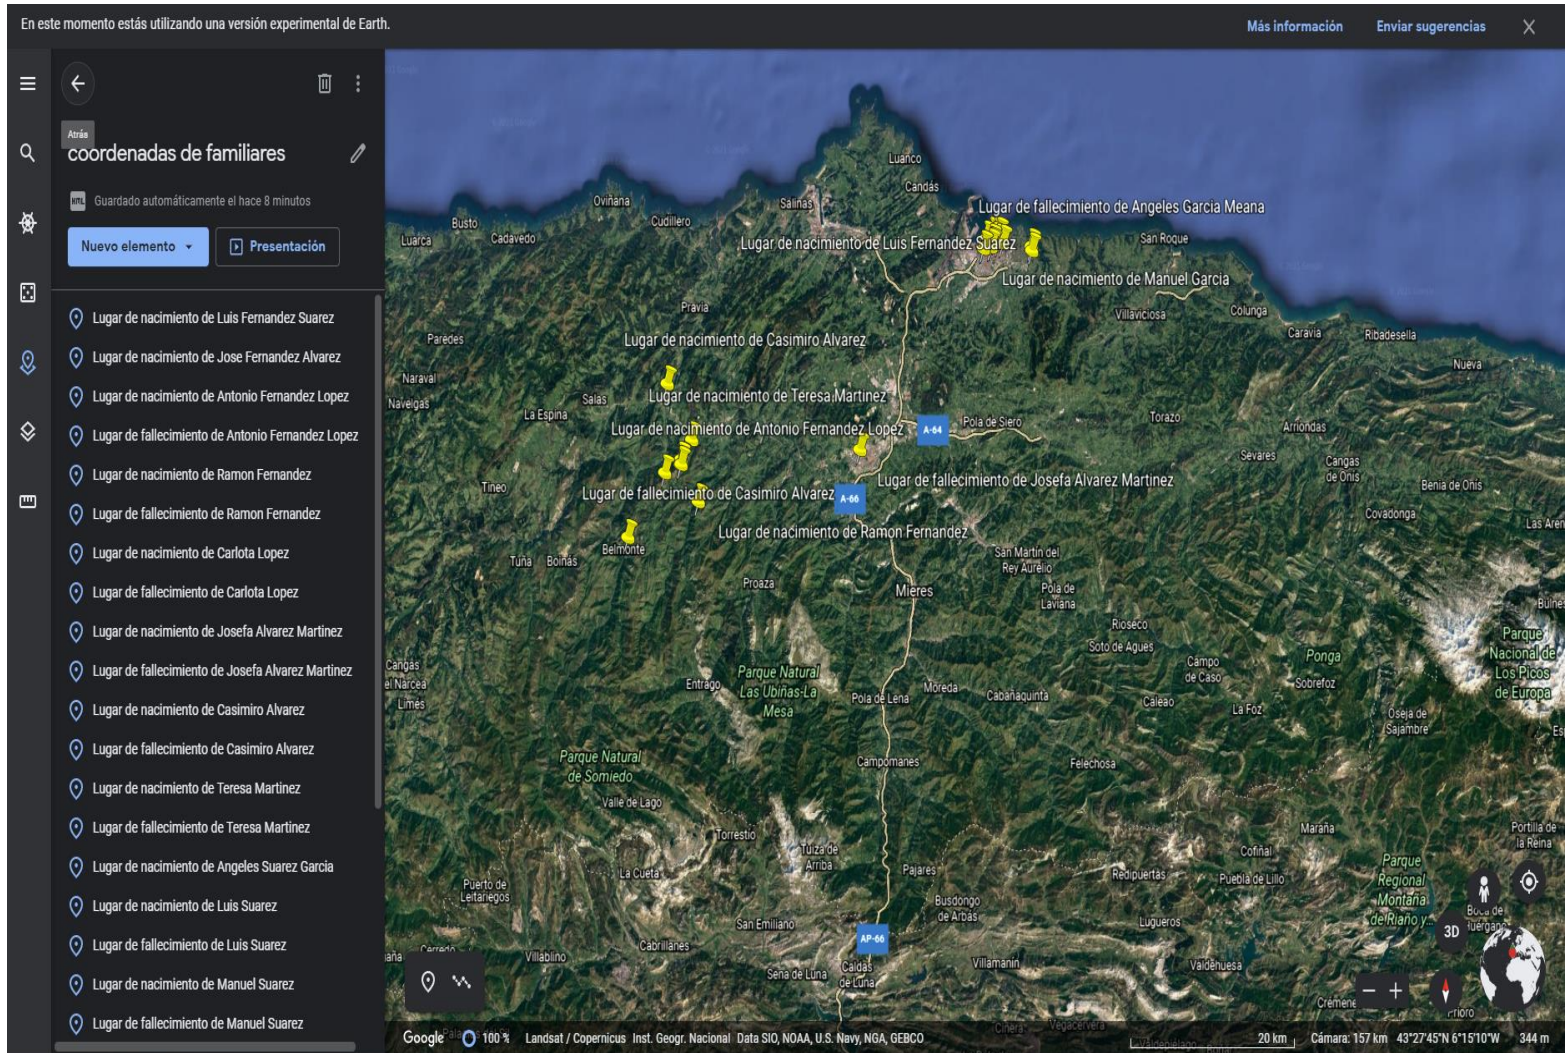 En este momento estás utilizando una versión experimental de Earth.
Más información
Enviar sugerencias
Atrás
coordenadas de familiares
Guardado automáticamente el hace 8 minutos
Nuevo elemento
Presentación
Lugar de nacimiento de Luis Fernandez Suarez
Lugar de nacimiento de Jose Fernandez Alvarez
Lugar de nacimiento de Antonio Fernandez Lopez
Lugar de fallecimiento de Antonio Fernandez Lopez
Lugar de nacimiento de Ramon Fernandez
Lugar de fallecimiento de Ramon Fernandez
Lugar de nacimiento de Carlota Lopez
Lugar de fallecimiento de Carlota Lopez
Lugar de nacimiento de Josefa Alvarez Martinez
Lugar de fallecimiento de Josefa Alvarez Martinez
Lugar de nacimiento de Casimiro Alvarez
Lugar de fallecimiento de Casimiro Alvarez
Lugar de nacimiento de Teresa Martinez
Lugar de fallecimiento de Teresa Martinez
Lugar de nacimiento de Angeles Suarez Garcia
Lugar de nacimiento de Luis Suarez
Lugar de fallecimiento de Luis Suarez
Lugar de nacimiento de Manuel Suarez
Lugar de fallecimiento de Manuel Suarez
Luanco
Candás
Oviñana
Salinas
Lugar de fallecimiento de Angeles Garcia Meana
Busto
Cudillero
Luarca
Cadavedo
Lugar de nacimiento de Luis Fernandez Suarez
San Roque
Lugar de nacimiento de Manuel Garcia
Pravia
Villaviciosa
Colunga
Caravia
Ribadesella
Paredes
Lugar de nacimiento de Casimiro Alvarez
Nueva
Naraval
Naveigas
Salas
Lugar de nacimiento de Teresa Martinez
La Espina
Lugar de nacimiento de Antonio Fernandez Lopez
A-64
Pola de Siero
Torazo
Arriondas
Sevares
Cangas
de Onís
Tineo
Lugar de fallecimiento de Casimiro Alvarez
A-66
Lugar de fallecimiento de Josefa Alvarez Martinez
Benia de Onís
Covadonga
Las Aren
Lugar de nacimiento de Ramon Fernandez
Belmonte
Tuña
Boinás
San Martín del
Rey Aurelio
Proaza
Mieres
Pola de
Laviana
Bulnes
Rioseco
Soto de Agues
Parque
Nacional de
Los Picos
de Europa
Cangas
el Narcea
Limés
Entrago
Parque Natural
Las Ubiñas-La
Mesa
Pola de Lena
Moreda
Cabañaquinta
Caleao
Campo
de Caso
Ponga
Sobrefoz
La Foz
Oseja de
Sajambre
Parque Natural
de Somiedo
Campomanes
Felechosa
Valle de Lago
Torrestío
Tuiza de
Arriba
Maraña
Portilla de
la Reina
Cofiñal
La Cueta
Pajares
Redipuertas
Puebla de Lillo
Parque
Regional
Montaña
de Riaño y...
Puerto de
Leitariegos
Busdongo
de Arbás
San Emiliano
Lugueros
Boca de
Huérgano
3D
AP-66
Cabrillanes
Villablino
Cerredo
Sena de Luna
Caldas
de Luna
Villamanín
Valdehuesa
Crémenes
Prioro
Cinera
Vegacervera
Google
100 %
Landsat / Copernicus Inst. Geogr. Nacional Data SIO, NOAA, U.S. Navy, NGA, GEBCO
20 km
Cámara: 157 km 43°27'45"N 6°15'10"W 344 m